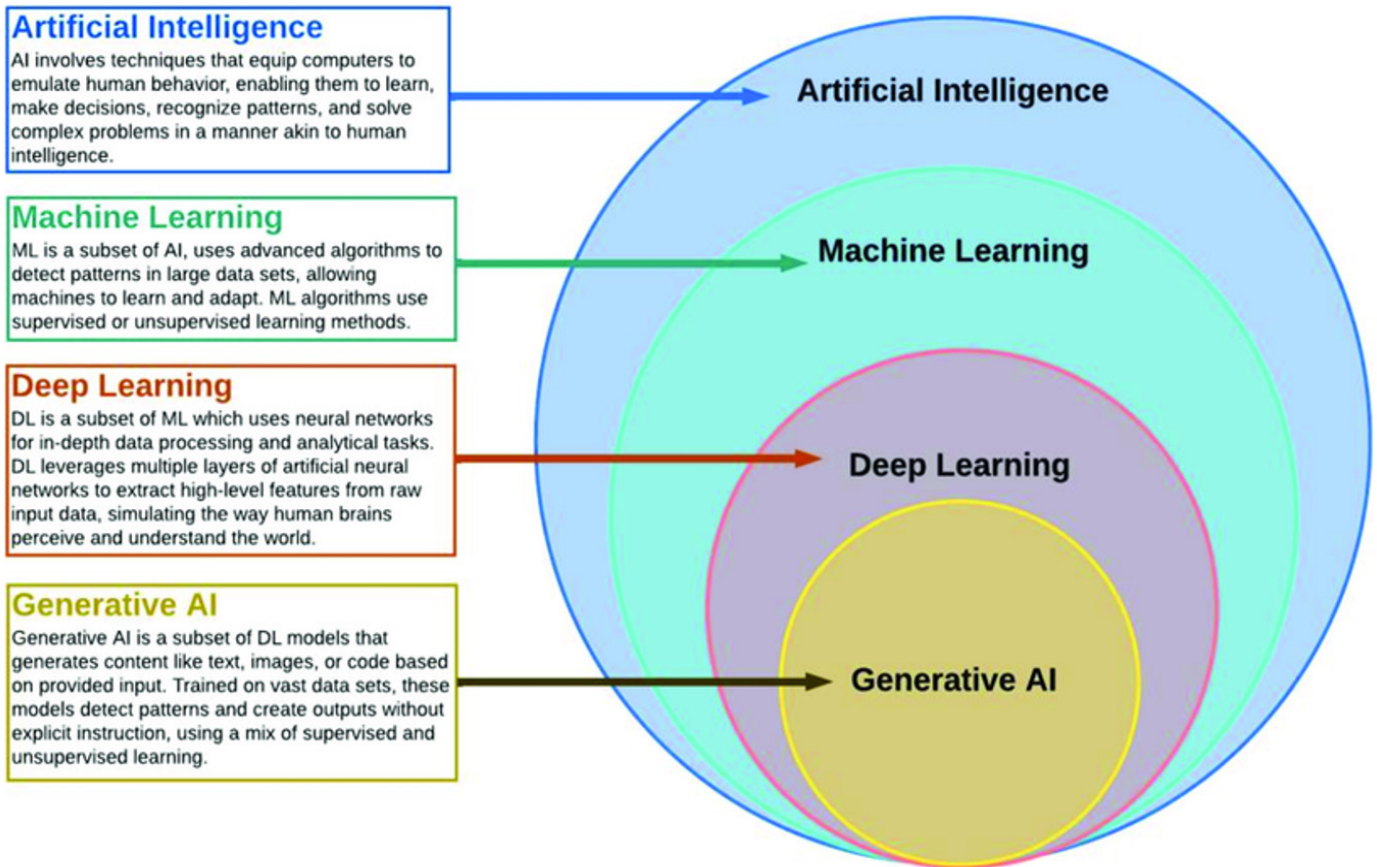 Artificial Intelligence
AI involves techniques that equip computers to
emulate human behavior, enabling them to learn,
make decisions, recognize patterns, and solve
complex problems in a manner akin to human
intelligence.
Machine Learning
ML is a subset of AI, uses advanced algorithms to
detect patterns in large data sets, allowing
machines to learn and adapt. ML algorithms use
supervised or unsupervised learning methods.
Deep Learning
DL is a subset of ML which uses neural networks
for in-depth data processing and analytical tasks.
DL leverages multiple layers of artificial neural
networks to extract high-level features from raw
input data, simulating the way human brains
perceive and understand the world.
Generative AI
Generative AI is a subset of DL models that
generates content like text, images, or code based
on provided input. Trained on vast data sets, these
models detect patterns and create outputs without
explicit instruction, using a mix of supervised and
unsupervised learning.
Artificial Intelligence
Machine Learning
Deep Learning
Generative AI